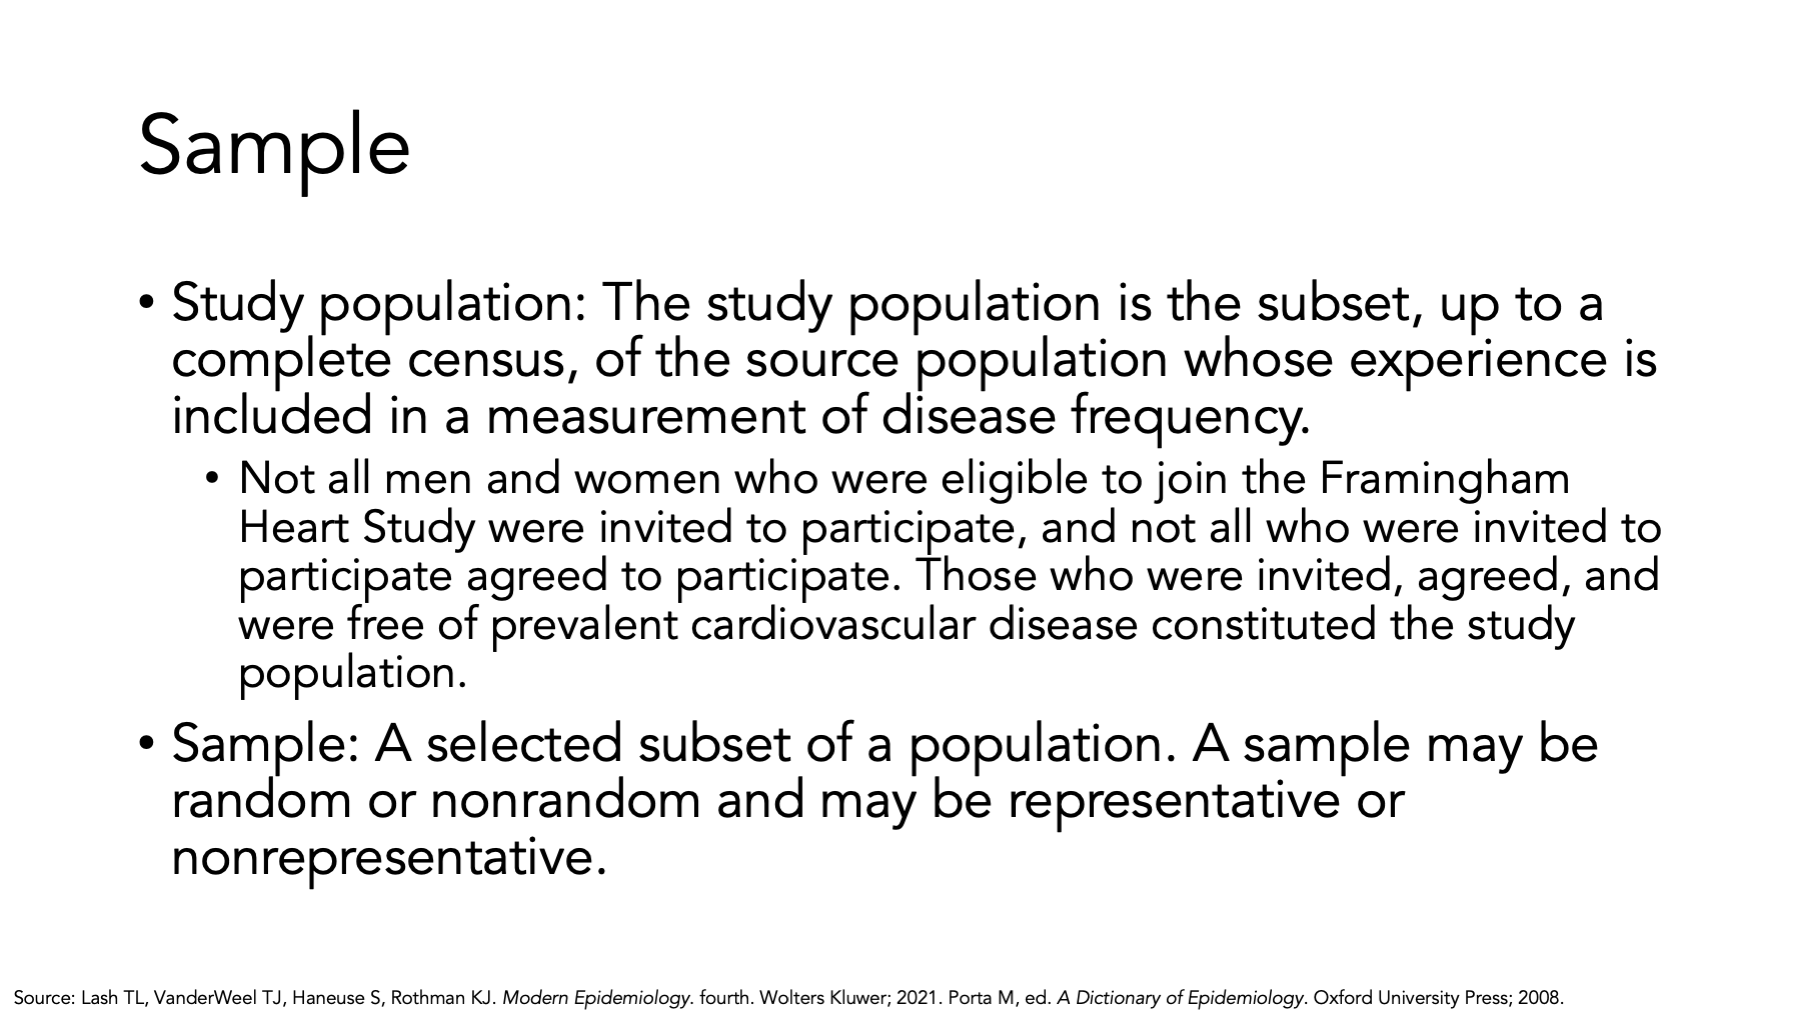 Sample
• Study population: The study population is the subset, up to a
complete census, of the source population whose experience is
included in a measurement of disease frequency.
• Not all men and women who were eligible to join the Framingham
Heart Study were invited to participate, and not all who were invited to
participate agreed to participate. Those who were invited, agreed, and
were free of prevalent cardiovascular disease constituted the study
population.
• Sample: A selected subset of a population. A sample may be
random or nonrandom and may be representative or
nonrepresentative.
Source: Lash TL, VanderWeel TJ, Haneuse S, Rothman KJ. Modern Epidemiology. fourth. Wolters Kluwer; 2021. Porta M, ed. A Dictionary of Epidemiology. Oxford University Press; 2008.